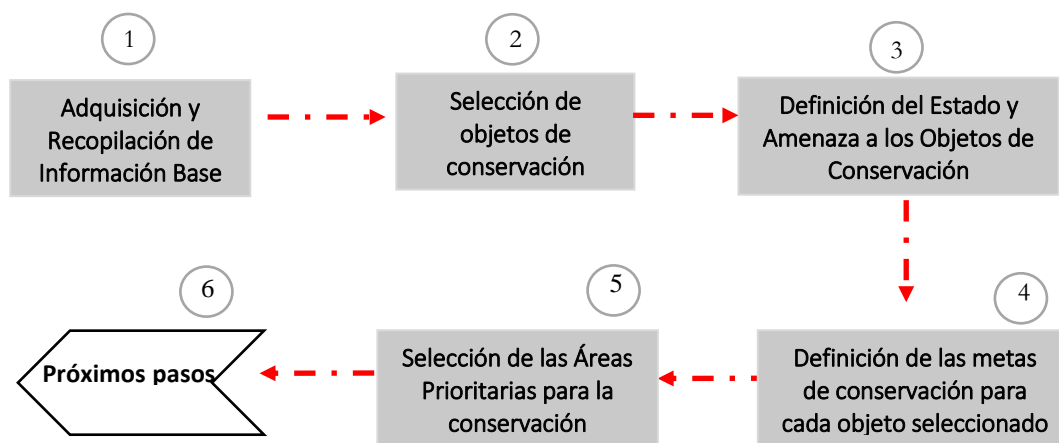 1
Adquisición y
Recopilación de
Información Base
2
Selección de
objetos de
conservación
3
Definición del Estado y
Amenaza a los Objetos de
Conservación
4
Definición de las metas
de conservación para
cada objeto seleccionado
5
Selección de las Áreas
Prioritarias para la
conservación
6
Próximos pasos